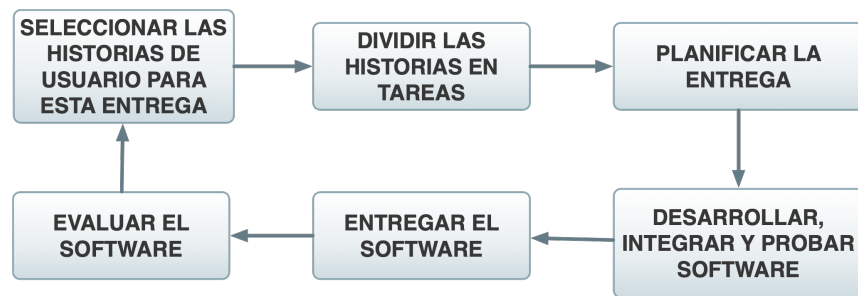 SELECCIONAR LAS
HISTORIAS DE
USUARIO PARA
ESTA ENTREGA
DIVIDIR LAS
HISTORIAS EN
TAREAS
PLANIFICAR LA
ENTREGA
DESARROLLAR,
INTEGRAR Y PROBAR
SOFTWARE
ENTREGAR EL
SOFTWARE
EVALUAR EL
SOFTWARE